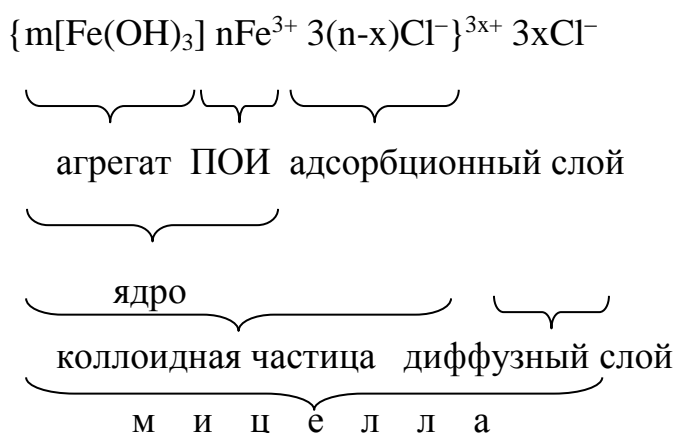 {m[Fe(OH)₃] nFe³⁺ 3(n-x)Cl⁻}³ˣ⁺ 3xCl⁻
агрегат ПОИ адсорбционный слой
ядро
коллоидная частица диффузный слой
м и ц е л л а